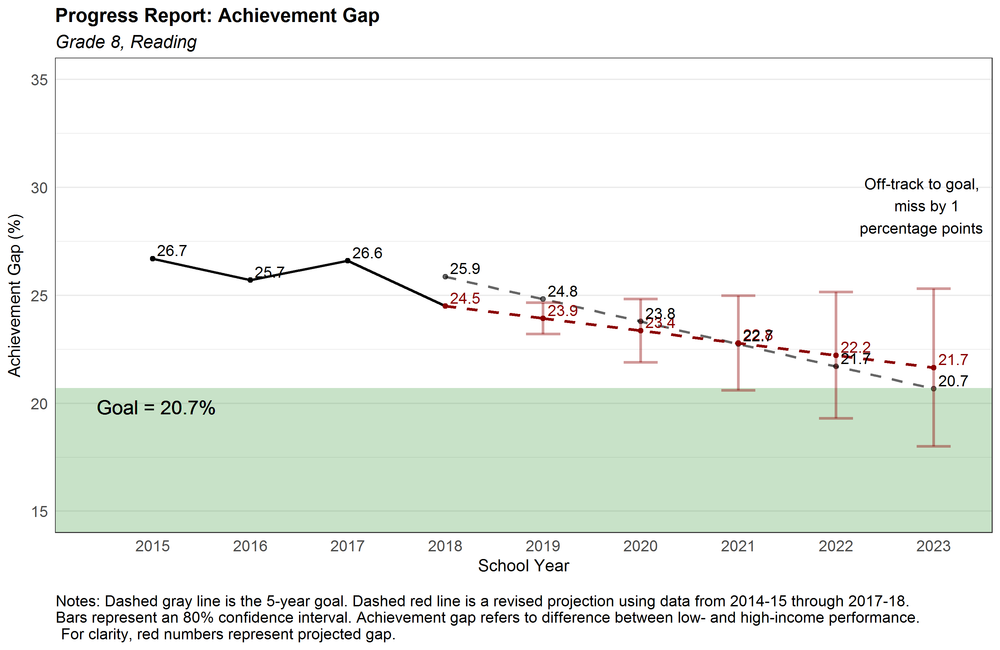 Progress Report: Achievement Gap
Grade 8, Reading
35
30
25
20
15
Achievement Gap (%)
Off-track to goal,
miss by 1
percentage points
26.7
25.7
26.6
25.9
24.5
24.8
23.9
23.8
23.4
22.8
22.7
22.2
21.7
21.7
20.7
Goal = 20.7%
2015 2016 2017 2018 2019 2020 2021 2022 2023
School Year
Notes: Dashed gray line is the 5-year goal. Dashed red line is a revised projection using data from 2014-15 through 2017-18.
Bars represent an 80% confidence interval. Achievement gap refers to difference between low- and high-income performance.
For clarity, red numbers represent projected gap.